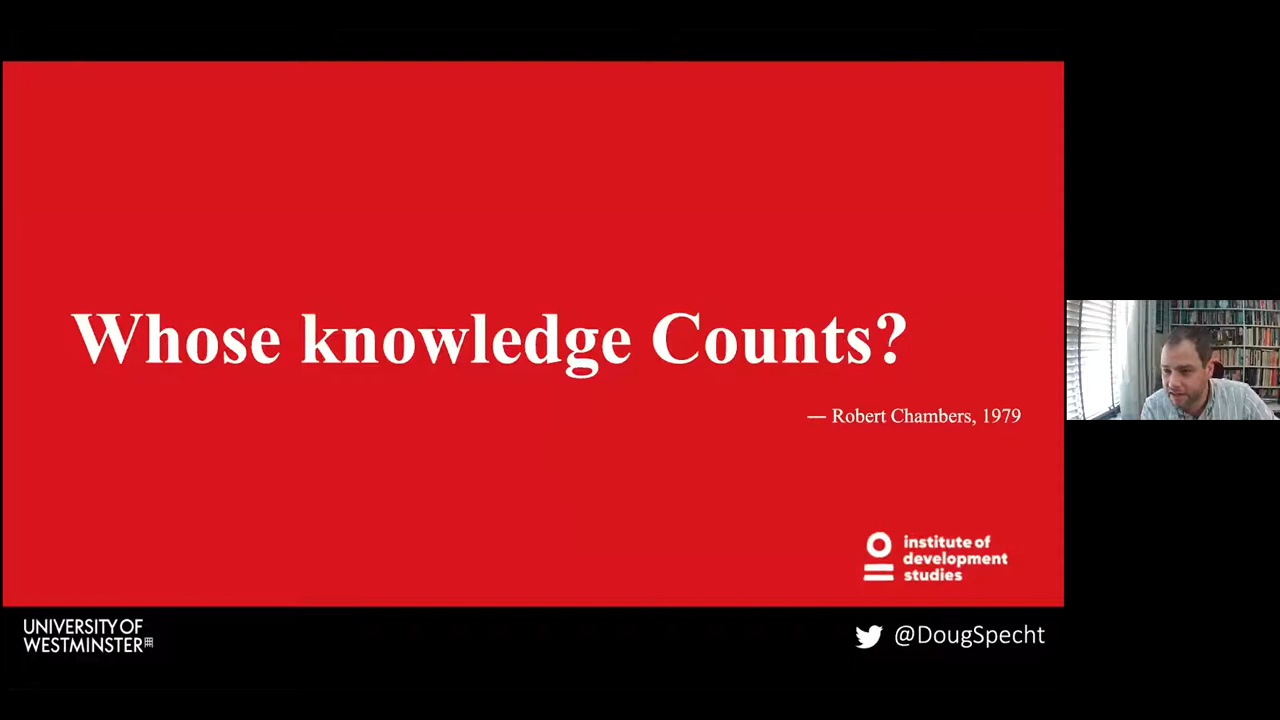 Whose knowledge Counts?
— Robert Chambers, 1979
institute of
development
studies
UNIVERSITY OF
WESTMINSTER
@DougSpecht